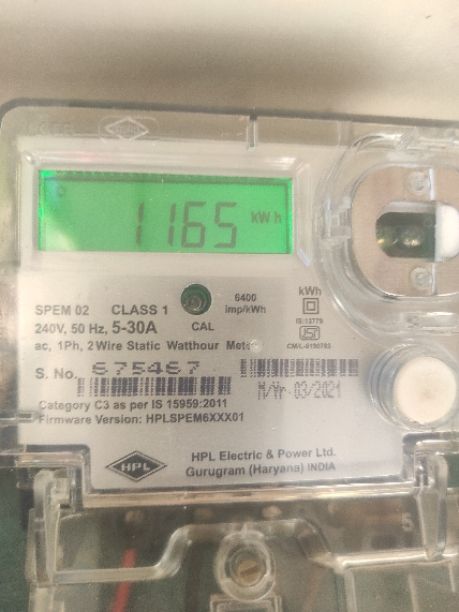 1165 kWh
SPEM 02 CLASS 1
240V, 50 Hz, 5-30A
ac, 1Ph, 2 Wire Static Watthour Meter
CAL
6400
imp/kWh
kWh
IS:13779
S. No. 675467
M/Yr-03/2021
Category C3 as per IS 15959:2011
Firmware Version: HPLSPEM6XXX01
HPL
HPL Electric & Power Ltd.
Gurugram (Haryana) INDIA